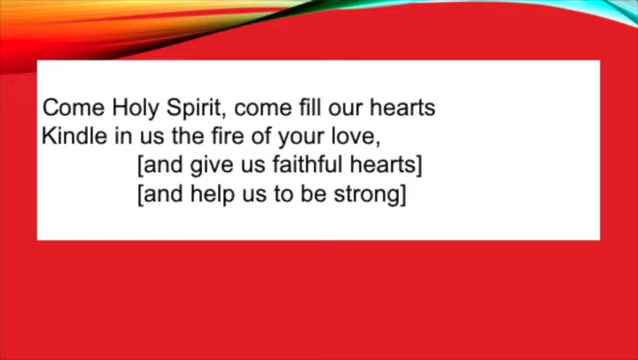 Come Holy Spirit, come fill our hearts
Kindle in us the fire of your love,
[and give us faithful hearts]
[and help us to be strong]